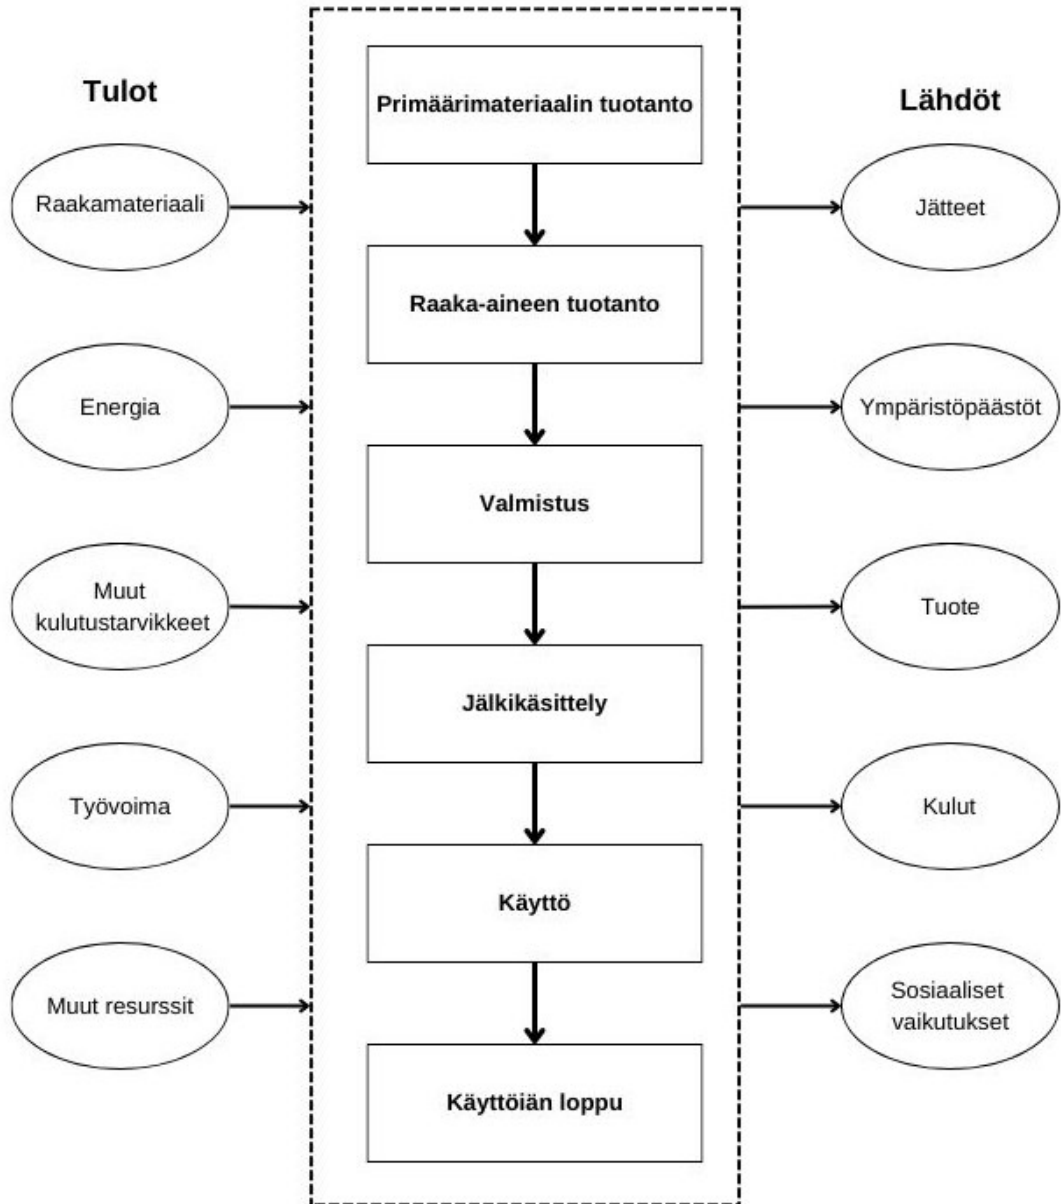 Tulot
Raakamateriaali
Energia
Muut
kulutustarvikkeet
Työvoima
Muut resurssit
Primäärimateriaalin tuotanto
Raaka-aineen tuotanto
Valmistus
Jälkikäsittely
Käyttö
Käyttöiän loppu
Lähdöt
Jätteet
Ympäristöpäästöt
Tuote
Kulut
Sosiaaliset
vaikutukset